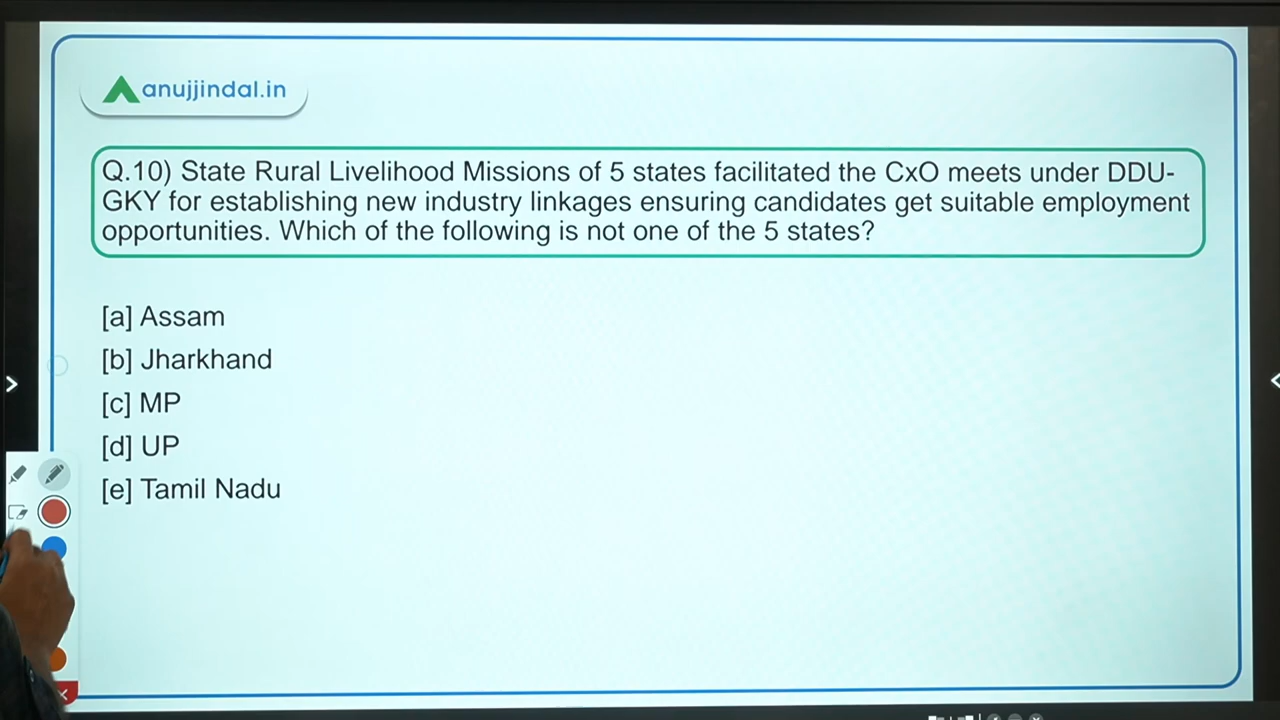 anujjindal.in
Q.10) State Rural Livelihood Missions of 5 states facilitated the CxO meets under DDU-
GKY for establishing new industry linkages ensuring candidates get suitable employment
opportunities. Which of the following is not one of the 5 states?
[a] Assam
[b] Jharkhand
[c] MP
[d] UP
[e] Tamil Nadu